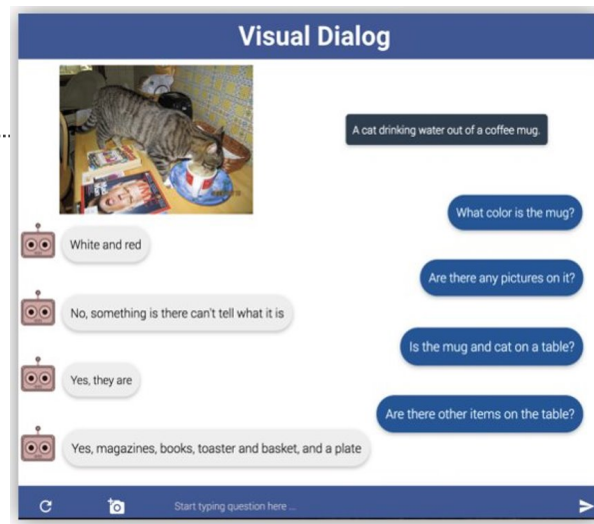 Visual Dialog
A cat drinking water out of a coffee mug.
What color is the mug?
White and red
Are there any pictures on it?
No, something is there can't tell what it is
Is the mug and cat on a table?
Yes, they are
Are there other items on the table?
Yes, magazines, books, toaster and basket, and a plate
Start typing question here ...